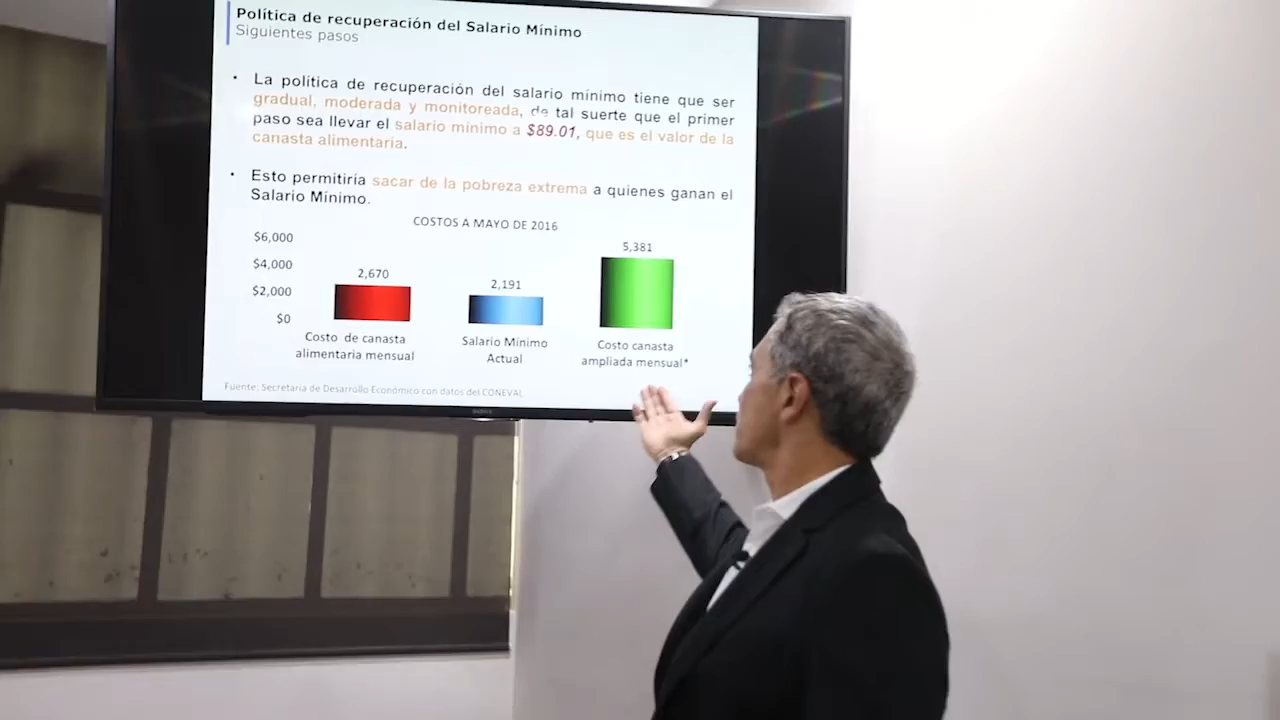 Política de recuperación del Salario Mínimo
Siguientes pasos
• La política de recuperación del salario mínimo tiene que ser
gradual, moderada y monitoreada, de tal suerte que el primer
paso sea llevar el salario mínimo a $89.01, que es el valor de la
canasta alimentaria.
• Esto permitiría sacar de la pobreza extrema a quienes ganan el
Salario Mínimo.
COSTOS A MAYO DE 2016
$6,000
$4,000
$2,000
$0
2,670
2,191
5,381
Costo de canasta
alimentaria mensual
Salario Mínimo
Actual
Costo canasta
ampliada mensual*
Fuente: Secretaria de Desarrollo Económico con datos del CONEVAL
SONY